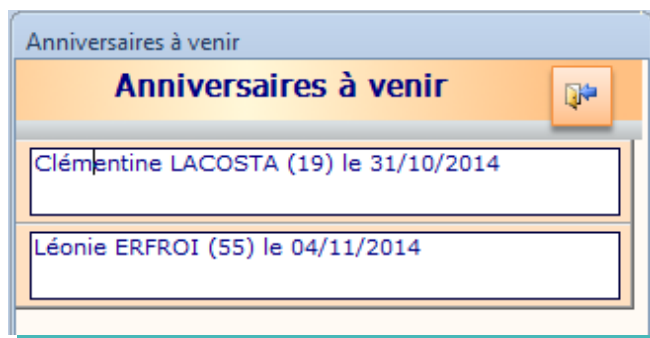 Anniversaires à venir
Anniversaires à venir
Clémentine LACOSTA (19) le 31/10/2014
Léonie ERFROI (55) le 04/11/2014